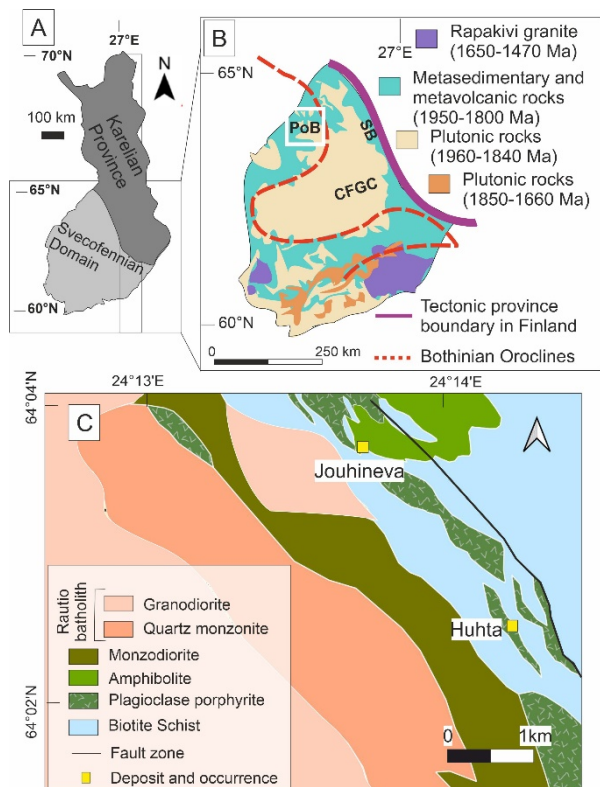 A
27°E
70°N
N
100 km
Karelian
Province
65°N
Svecofennian
Domain
60°N
B
27°E
65°N
PoB
SB
CFGC
60°N
0 250 km
Rapakivi granite
(1650-1470 Ma)
Metasedimentary and
metavolcanic rocks
(1950-1800 Ma)
Plutonic rocks
(1960-1840 Ma)
Plutonic rocks
(1850-1660 Ma)
Tectonic province
boundary in Finland
Bothinian Oroclines
24°13'E
24°14'E
64°04'N
C
Jouhineva
Huhta
64°02'N
Rautio
batholith
Granodiorite
Quartz monzonite
Monzodiorite
Amphibolite
Plagioclase porphyrite
Biotite Schist
Fault zone
Deposit and occurrence
0 1km